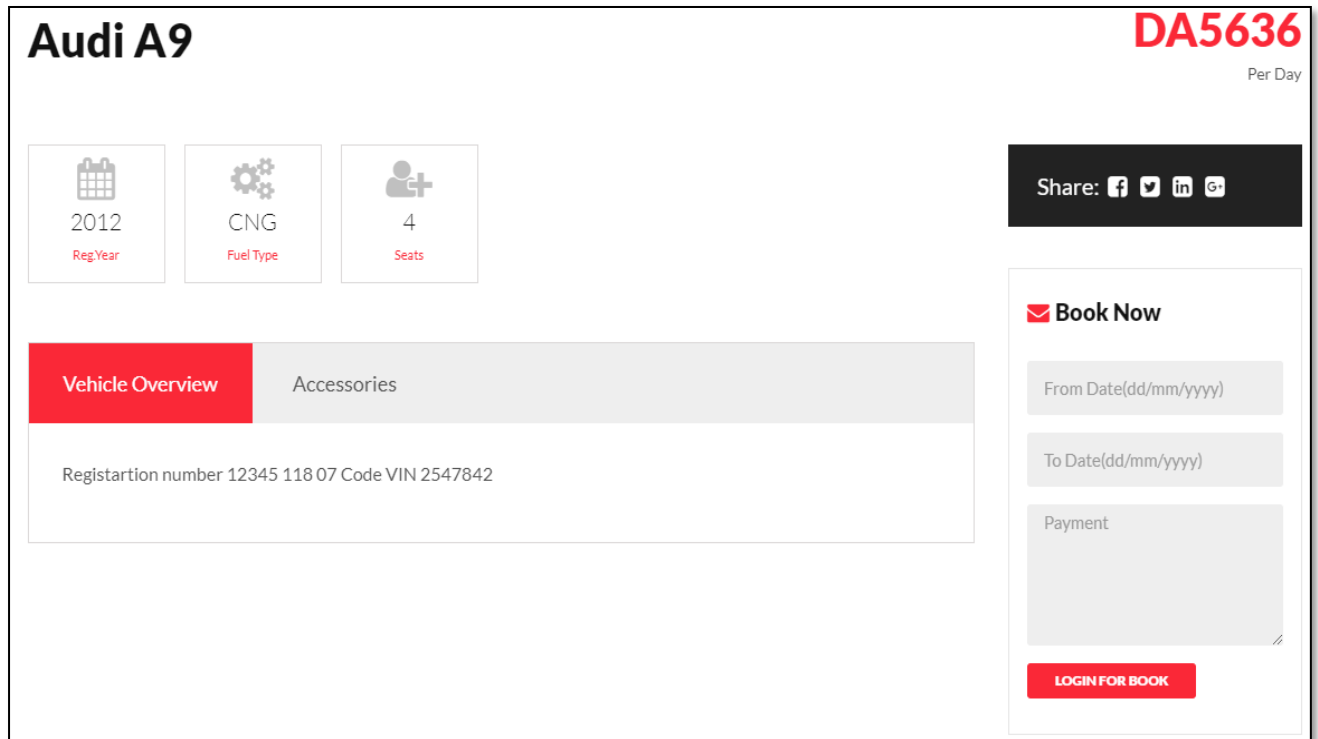 Audi A9
DA5636
Per Day
2012
Reg.Year
CNG
Fuel Type
4
Seats
Share:
Vehicle Overview
Accessories
Registartion number 12345 118 07 Code VIN 2547842
Book Now
From Date(dd/mm/yyyy)
To Date(dd/mm/yyyy)
Payment
LOGIN FOR BOOK